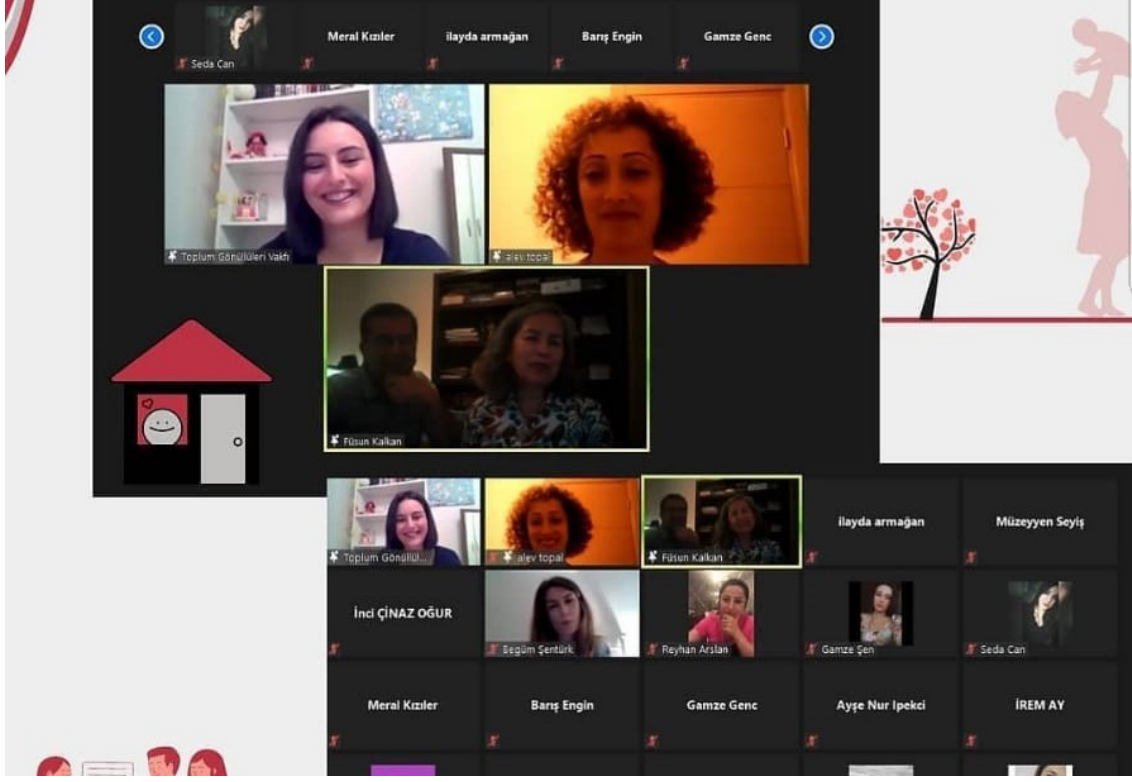 Seda Can
Meral Kızıler
ilayda armağan
Barış Engin
Gamze Genc
Toplum Gönüllüleri Vakfı
alev topal
Füsun Kalkan
Toplum Gönüllül...
alev topal
Füsun Kalkan
ilayda armağan
Müzeyyen Seyiş
İnci ÇİNAZ OĞUR
Begüm Şentürk
Reyhan Arslan
Gamze Şen
Seda Can
Meral Kızıler
Barış Engin
Gamze Genc
Ayşe Nur Ipekci
İREM AY